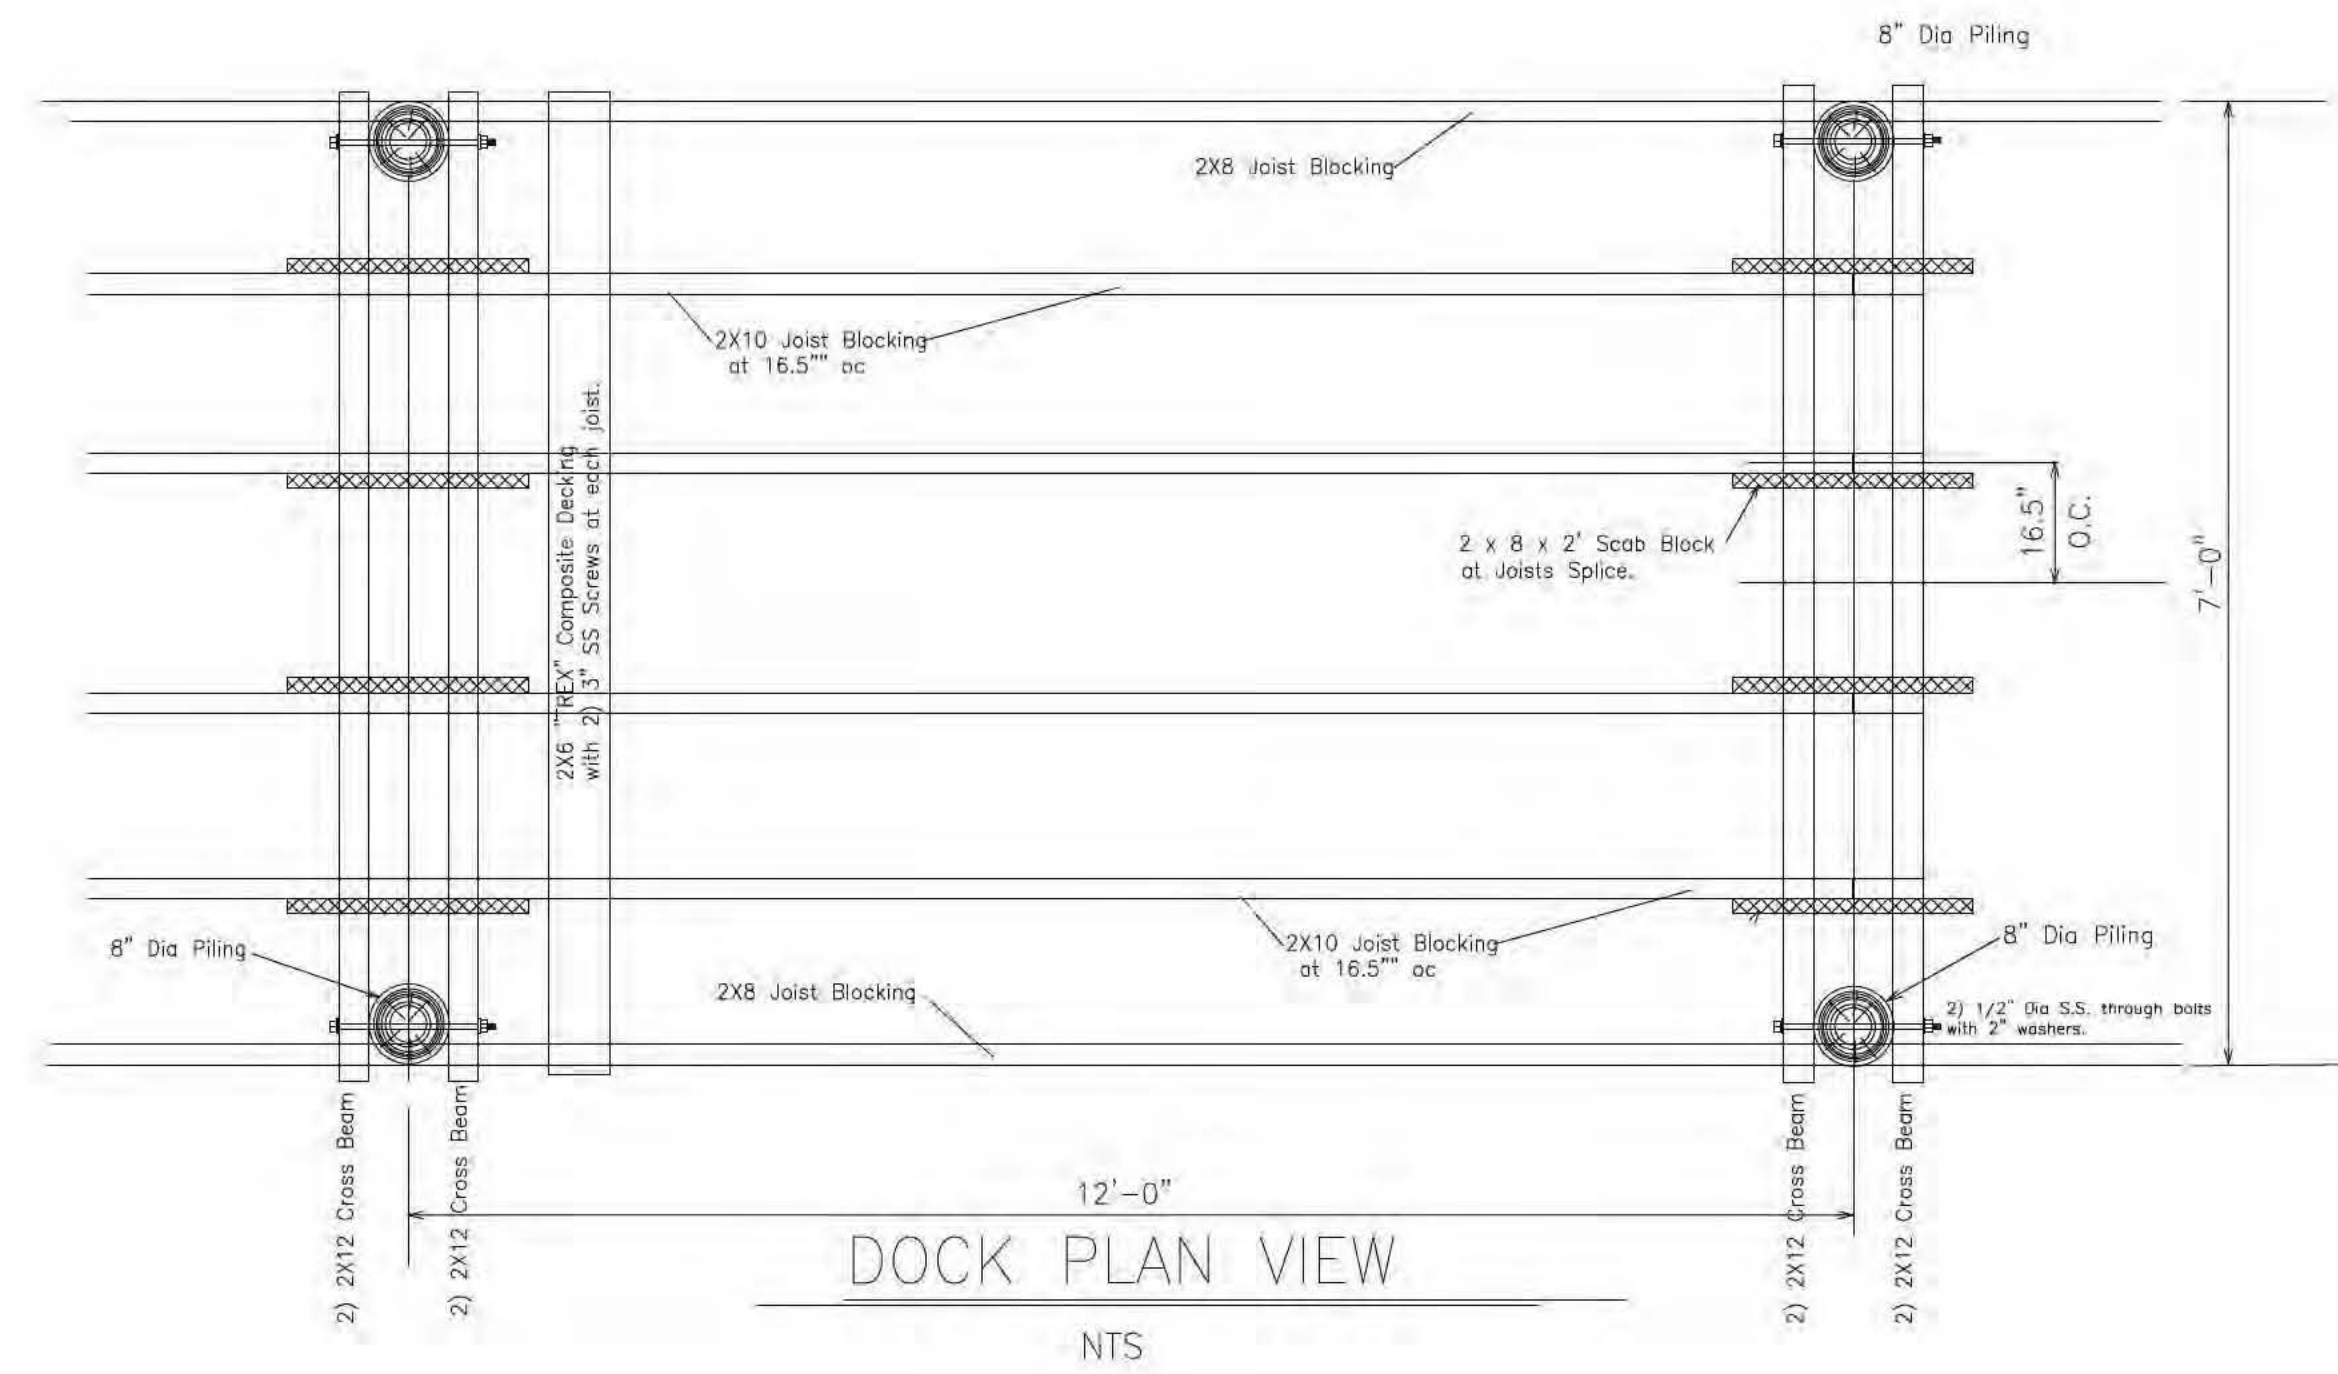 8" Dia Piling
2X8 Joist Blocking
2X10 Joist Blocking
at 16.5"" oc
2X6 "TREX" Composite Decking
with 2) 3" SS Screws at each joist.
2 x 8 x 2' Scab Block
at Joists Splice.
16.5"
O.C.
7'-0"
8" Dia Piling
2X10 Joist Blocking
at 16.5"" oc
8" Dia Piling
2X8 Joist Blocking
2) 1/2" Dia S.S. through bolts
with 2" washers.
2) 2X12 Cross Beam
2) 2X12 Cross Beam
2) 2X12 Cross Beam
2) 2X12 Cross Beam
12'-0"
DOCK PLAN VIEW
NTS